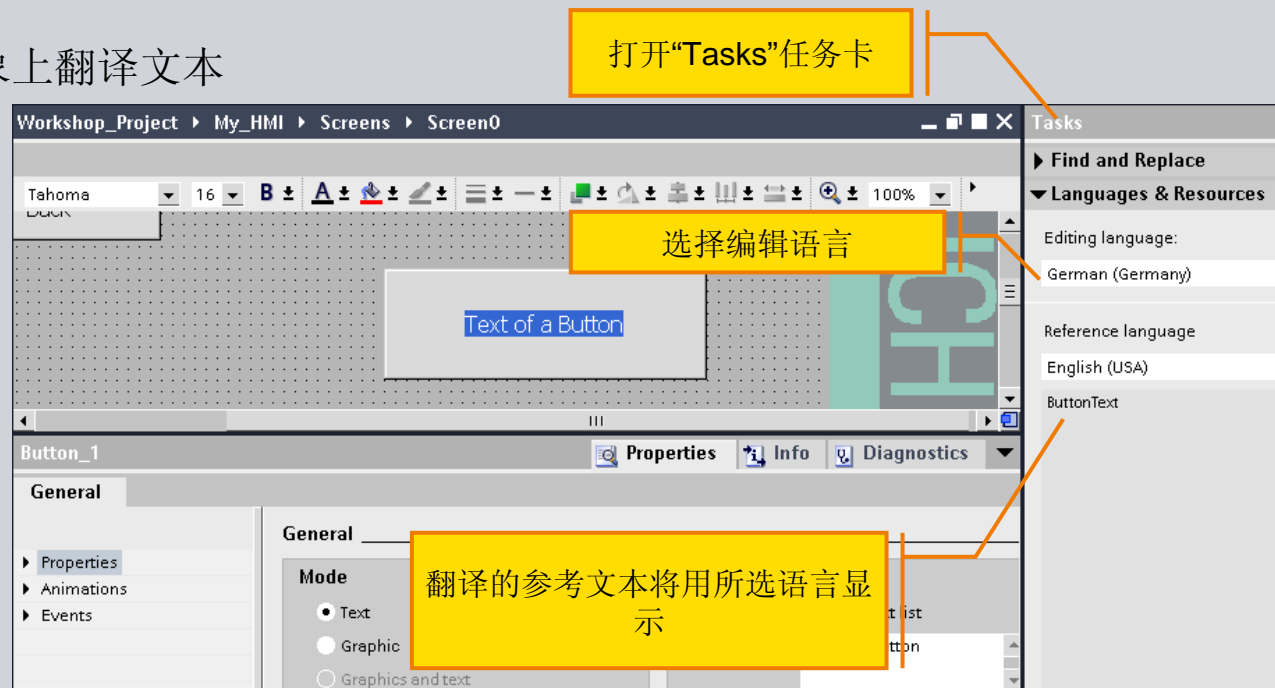 打开“Tasks”任务卡
上翻译文本
Workshop_Project ▸ My_HMI ▸ Screens ▸ Screen0
Tasks
Find and Replace
Tahoma 16 B A 100%
Languages & Resources
选择编辑语言
Editing language:
German (Germany)
Text of a Button
Reference language
English (USA)
ButtonText
CH
Button_1
Properties Info Diagnostics
General
General
Properties
Mode
Animations
翻译的参考文本将用所选语言显
示
Text
list
Events
Graphic
Graphics and text